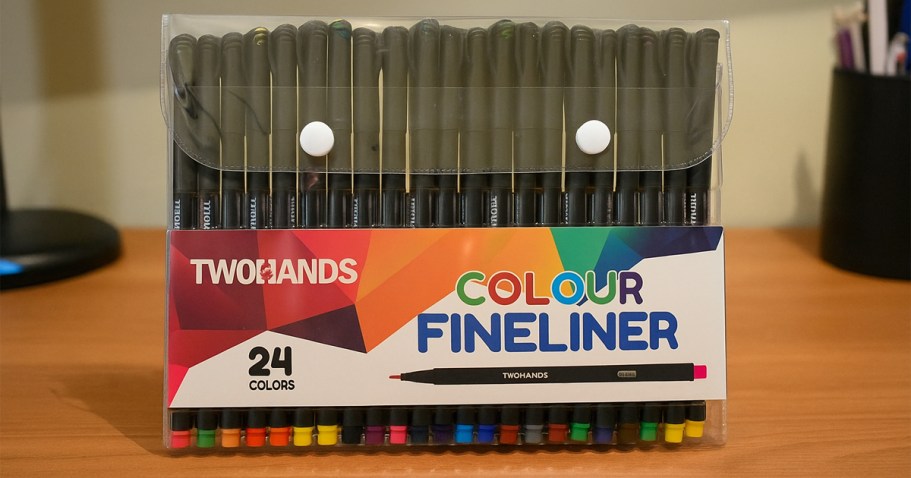 TWOHANDS
COLOUR
FINELINER
24
COLORS
TWOHANDS